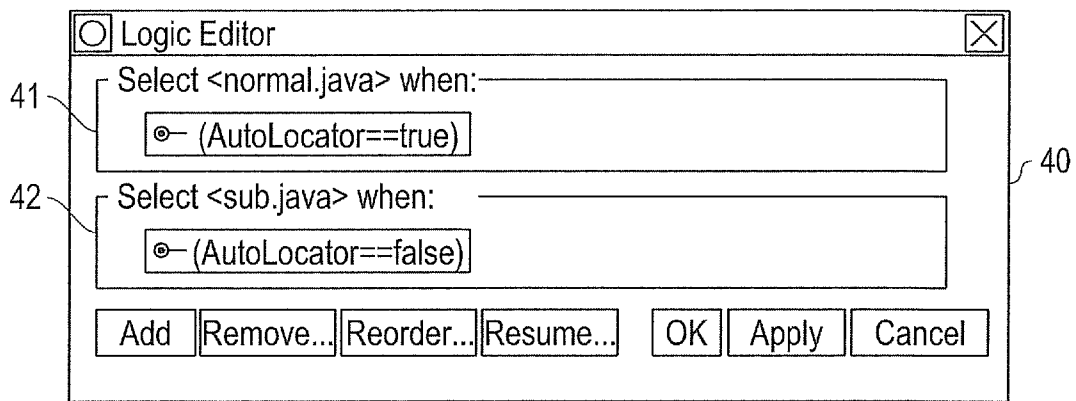 Logic Editor
Select <normal.java> when:
41
(AutoLocator==true)
40
Select <sub.java> when:
42
(AutoLocator==false)
Add Remove... Reorder... Resume... OK Apply Cancel